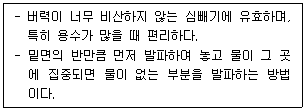 - 버력이 너무 비산하지 않는 심빼기에 유효하며,
특히 용수가 많을 때 편리하다.
- 밑면의 반만큼 먼저 발파하여 놓고 물이 그 곳
에 집중되면 물이 없는 부분을 발파하는 방법
이다.